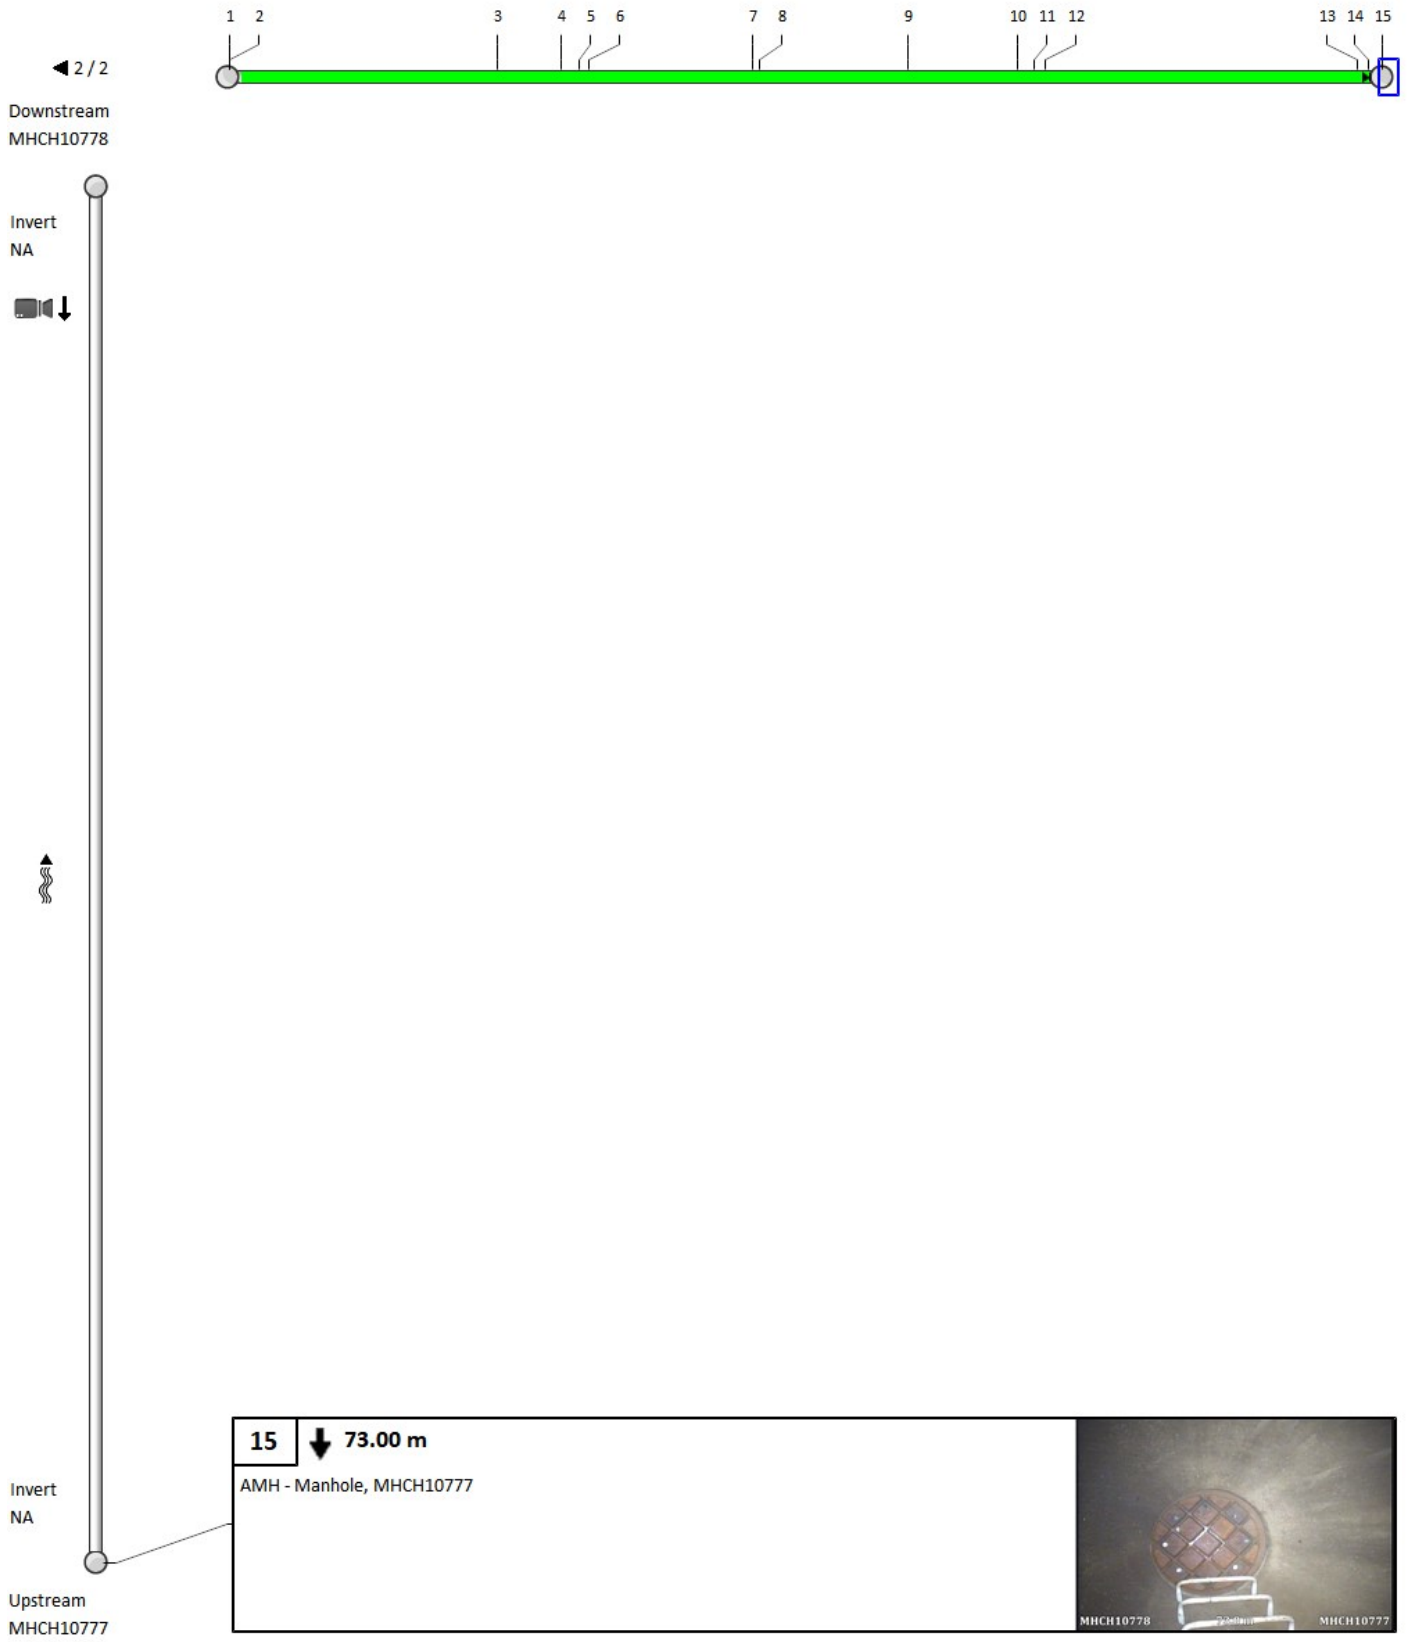 1 2 3 4 5 6 7 8 9 10 11 12 13 14 15
2 / 2
Downstream
MHCH10778
Invert
NA
15 73.00 m
AMH - Manhole, MHCH10777
Invert
NA
Upstream
MHCH10777
MHCH10778 MHCH10777